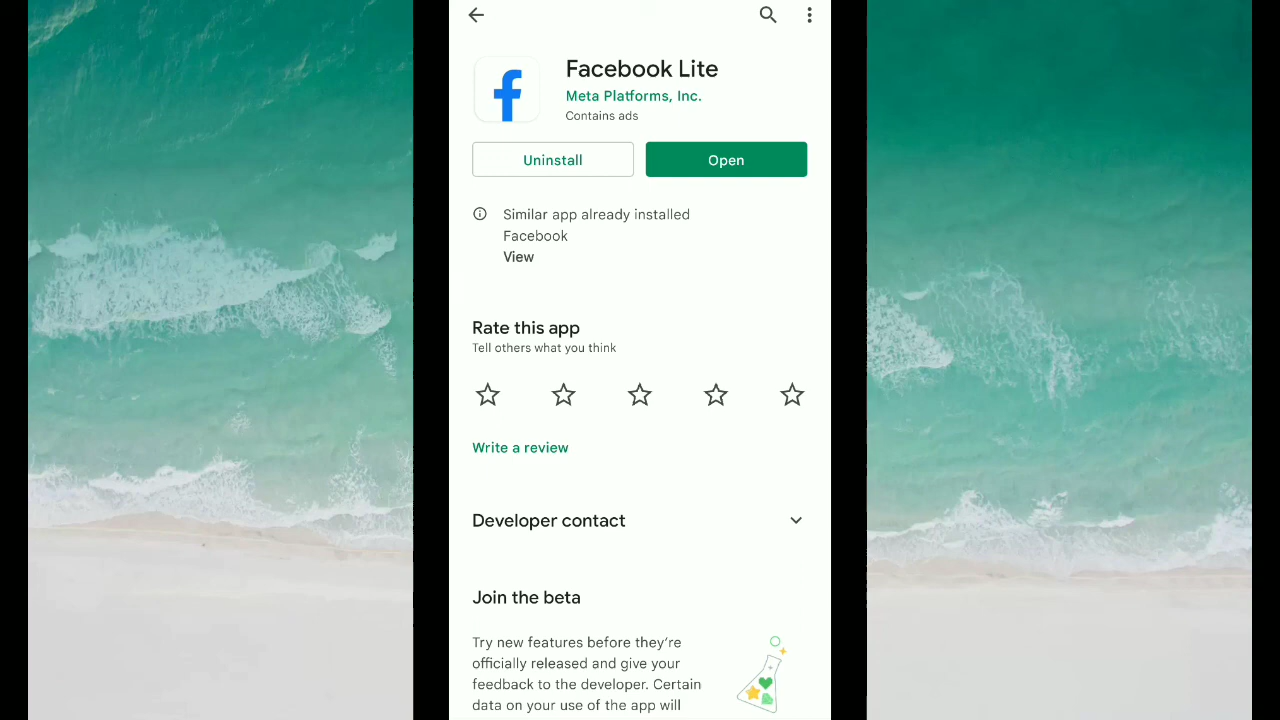 Facebook Lite
Meta Platforms, Inc.
Contains ads
Uninstall
Open
Similar app already installed
Facebook
View
Rate this app
Tell others what you think
Write a review
Developer contact
Join the beta
Try new features before they're
officially released and give your
feedback to the developer. Certain
data on your use of the app will